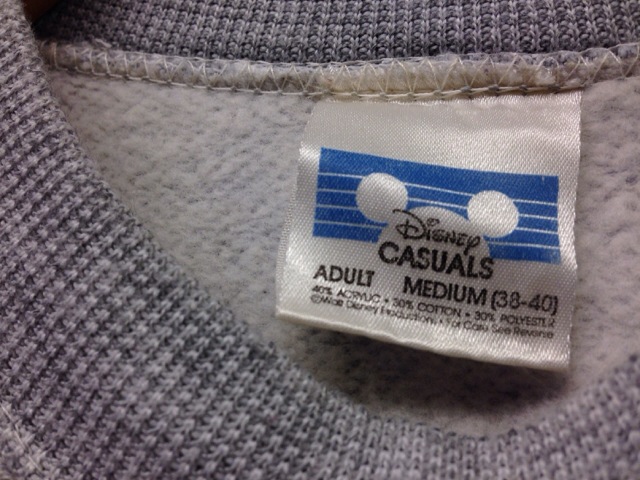 Disney
CASUALS
ADULT MEDIUM (38-40)
40% ACRYLIC • 30% COTTON • 30% POLYESTER
©Walt Disney Productions • For Care See Reverse